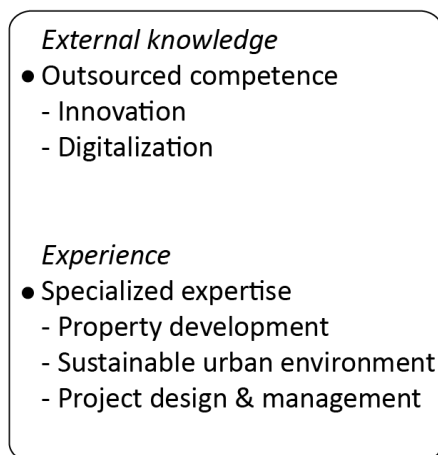 External knowledge
● Outsourced competence
- Innovation
- Digitalization
Experience
● Specialized expertise
- Property development
- Sustainable urban environment
- Project design & management